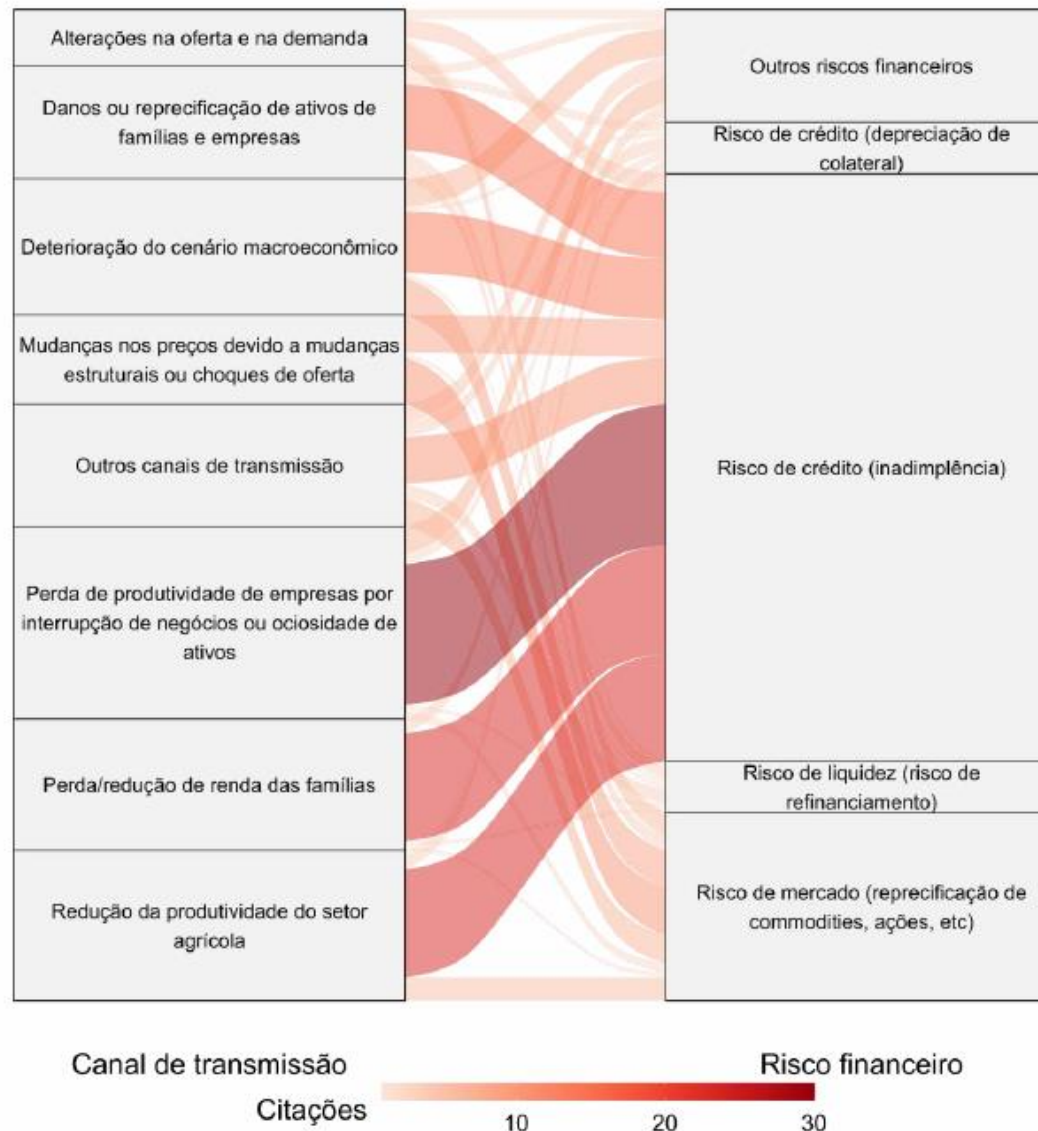 Alterações na oferta e na demanda
Danos ou reprecificação de ativos de
famílias e empresas
Deterioração do cenário macroeconômico
Mudanças nos preços devido a mudanças
estruturais ou choques de oferta
Outros canais de transmissão
Perda de produtividade de empresas por
interrupção de negócios ou ociosidade de
ativos
Perda/redução de renda das famílias
Redução da produtividade do setor
agrícola
Outros riscos financeiros
Risco de crédito (depreciação de
colateral)
Risco de crédito (inadimplência)
Risco de liquidez (risco de
refinanciamento)
Risco de mercado (reprecificação de
commodities, ações, etc)
Canal de transmissão
Risco financeiro
Citações
10 20 30